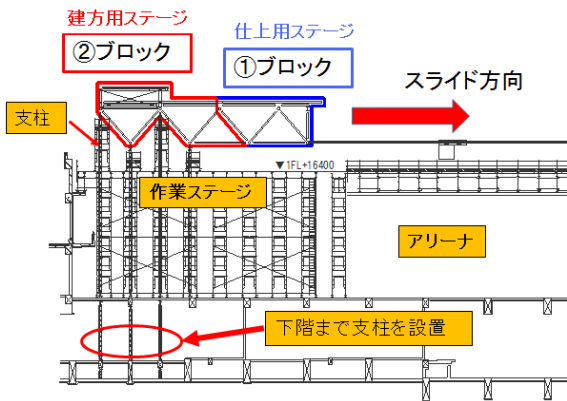 建方用ステージ
仕上用ステージ
②ブロック
①ブロック
スライド方向
支柱
▼1FL+16400
作業ステージ
アリーナ
下階まで支柱を設置